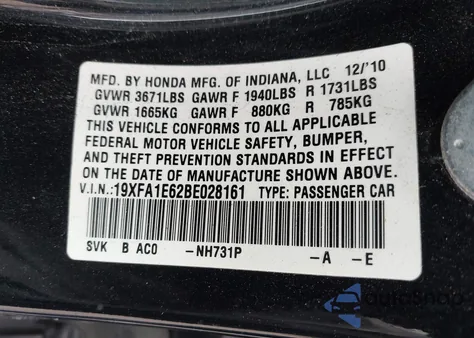 MFD. BY HONDA MFG. OF INDIANA, LLC 12/'10
GVWR 3671LBS GAWR F 1940LBS R 1731LBS
GVWR 1665KG GAWR F 880KG R 785KG
THIS VEHICLE CONFORMS TO ALL APPLICABLE
FEDERAL MOTOR VEHICLE SAFETY, BUMPER,
AND THEFT PREVENTION STANDARDS IN EFFECT
ON THE DATE OF MANUFACTURE SHOWN ABOVE.
V.I.N.:19XFA1E62BE028161 TYPE: PASSENGER CAR
SVK B AC0 -NH731P -A -E
autoSnap